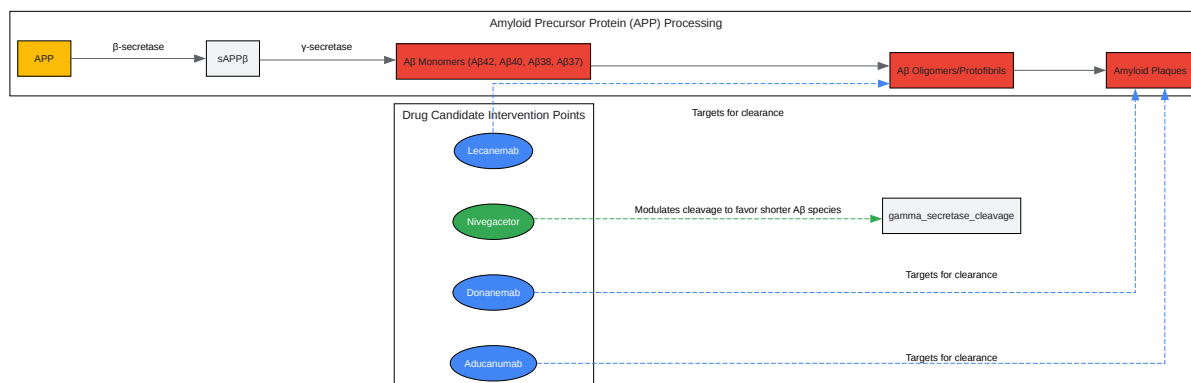 Amyloid Precursor Protein (APP) Processing
APP
β-secretase
sAPPβ
γ-secretase
Aβ Monomers (Aβ42, Aβ40, Aβ38, Aβ37)
Aβ Oligomers/Protofibrils
Amyloid Plaques
Drug Candidate Intervention Points
Targets for clearance
Lecanemab
Nivegacetor
Modulates cleavage to favor shorter Aβ species
gamma_secretase_cleavage
Donanemab
Targets for clearance
Aducanumab
Targets for clearance